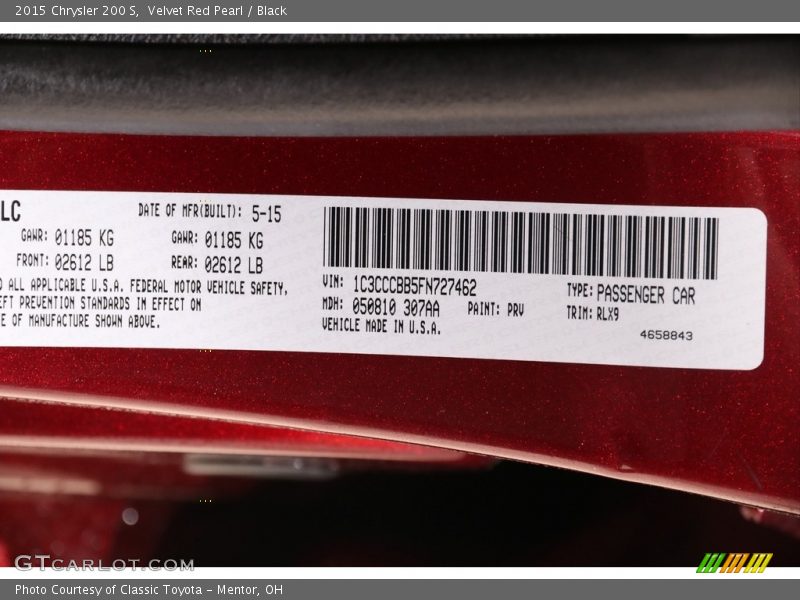 2015 Chrysler 200 S, Velvet Red Pearl / Black
LC
DATE OF MFR(BUILT): 5-15
GAWR: 01185 KG GAWR: 01185 KG
FRONT: 02612 LB REAR: 02612 LB
ALL APPLICABLE U.S.A. FEDERAL MOTOR VEHICLE SAFETY,
EFT PREVENTION STANDARDS IN EFFECT ON
E OF MANUFACTURE SHOWN ABOVE.
VIN: 1C3CCCBB5FN727462 TYPE: PASSENGER CAR
MDH: 050810 307AA PAINT: PRV TRIM: RLX9
VEHICLE MADE IN U.S.A.
4658843
GTCARLOT.COM
Photo Courtesy of Classic Toyota - Mentor, OH